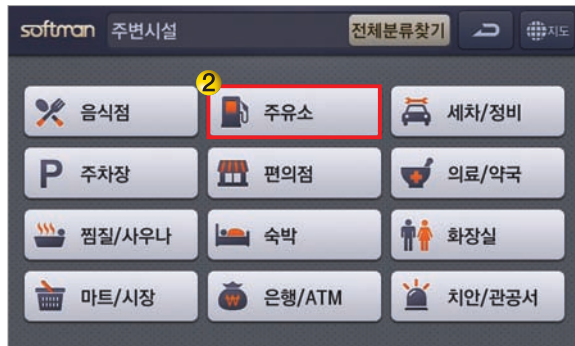 softman 주변시설 전체분류찾기 지도
2
음식점 주유소 세차/정비
P 주차장 편의점 의료/약국
찜질/사우나 숙박 화장실
마트/시장 ₩ 은행/ATM 치안/관공서